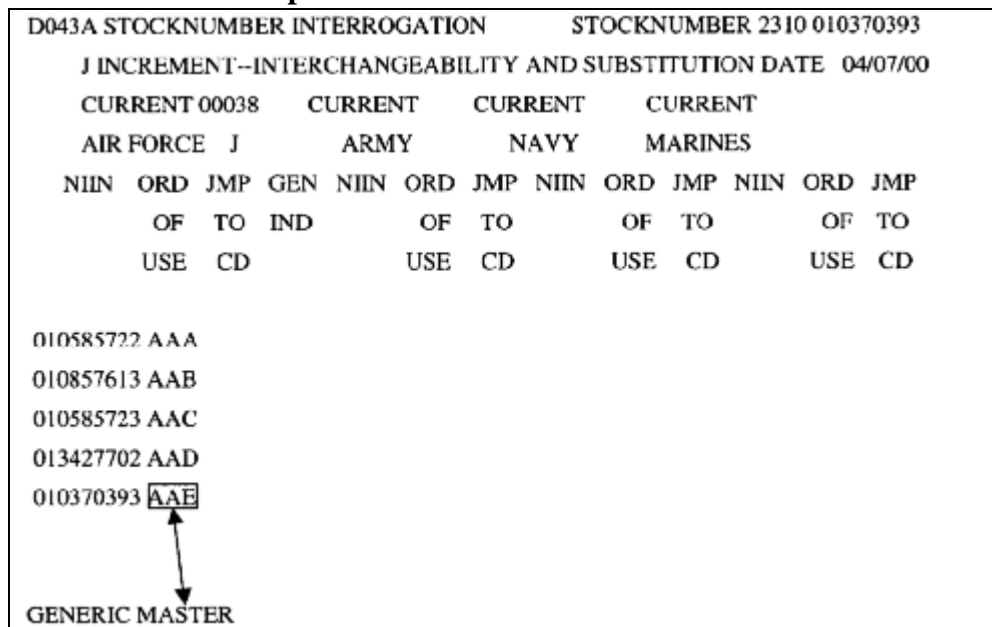 D043A STOCKNUMBER INTERROGATION STOCKNUMBER 2310 010370393
J INCREMENT--INTERCHANGEABILITY AND SUBSTITUTION DATE 04/07/00
CURRENT 00038 CURRENT CURRENT CURRENT
AIR FORCE J ARMY NAVY MARINES
NIIN ORD JMP GEN NIIN ORD JMP NIIN ORD JMP NIIN ORD JMP
OF TO IND OF TO OF TO OF TO
USE CD USE CD USE CD USE CD
010585722 AAA
010857613 AAB
010585723 AAC
013427702 AAD
010370393 AAE
GENERIC MASTER